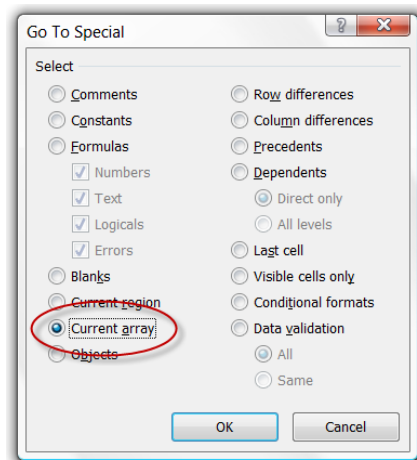 Go To Special
Select
Comments
Constants
Formulas
Numbers
Text
Logicals
Errors
Blanks
Current region
Current array
Objects
Row differences
Column differences
Precedents
Dependents
Direct only
All levels
Last cell
Visible cells only
Conditional formats
Data validation
All
Same
OK
Cancel